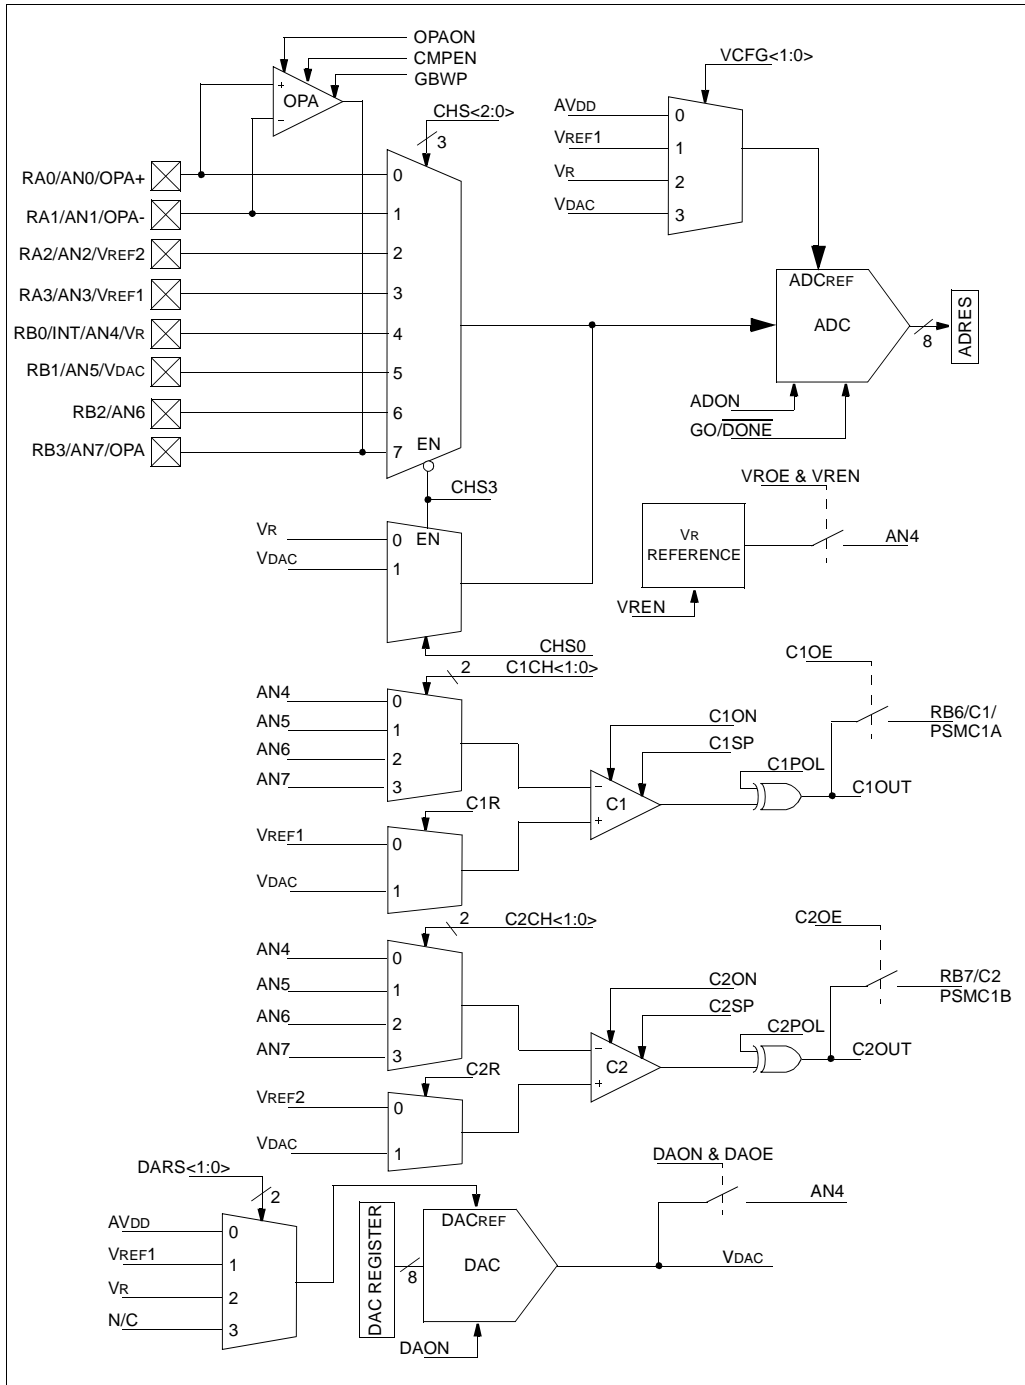 OPAON
CMPEN
GBWP
+
OPA
–
CHS<2:0>
3
RA0/AN0/OPA+
0
RA1/AN1/OPA-
1
RA2/AN2/VREF2
2
RA3/AN3/VREF1
3
RB0/INT/AN4/VR
4
RB1/AN5/VDAC
5
RB2/AN6
6
RB3/AN7/OPA
7
EN
CHS3
VCFG<1:0>
AVDD
0
VREF1
1
VR
2
VDAC
3
ADCREF
ADC
8
ADRES
ADON
GO/DONE
VR
0
EN
VDAC
1
CHS0
VROE & VREN
VR
REFERENCE
AN4
VREN
2
C1CH<1:0>
AN4
0
AN5
1
AN6
2
AN7
3
C1R
VREF1
0
VDAC
1
C1ON
C1SP
–
C1
+
C1POL
C1OUT
C1OE
RB6/C1/
PSMC1A
2
C2CH<1:0>
AN4
0
AN5
1
AN6
2
AN7
3
C2R
VREF2
0
VDAC
1
C2ON
C2SP
–
C2
+
C2POL
C2OUT
C2OE
RB7/C2
PSMC1B
DARS<1:0>
2
AVDD
0
VREF1
1
VR
2
N/C
3
DAC REGISTER
8
DACREF
DAC
DAON
DAON & DAOE
AN4
VDAC